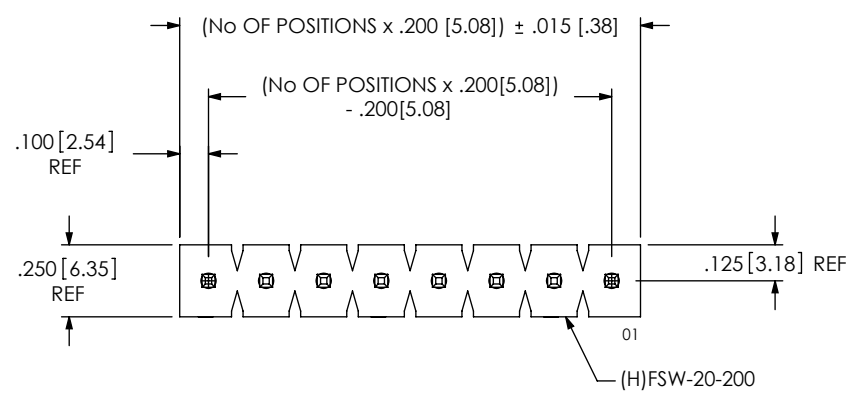 (No OF POSITIONS x .200 [5.08]) ± .015 [.38]
(No OF POSITIONS x .200[5.08])
- .200[5.08]
.100[2.54]
REF
.250[6.35]
REF
.125[3.18] REF
01
(H)FSW-20-200